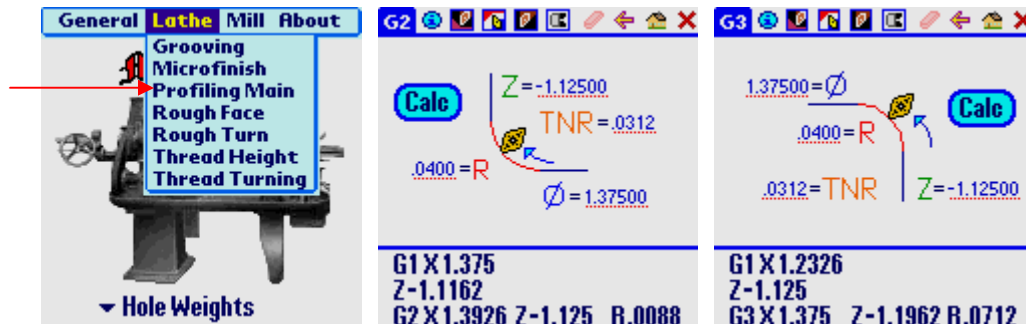 General Lathe Mill About
Grooving
Microfinish
Profiling Main
Rough Face
Rough Turn
Thread Height
Thread Turning
Hole Weights
G2
Calc
Z=-1.12500
TNR=.0312
.0400=R
Ø=1.37500
G1 X1.375
Z-1.1162
G2 X1.3926 Z-1.125 R.0088
G3
1.37500=Ø
Calc
.0400=R
.0312=TNR
Z=-1.12500
G1 X1.2326
Z-1.125
G3 X1.375 Z-1.1962 R.0712